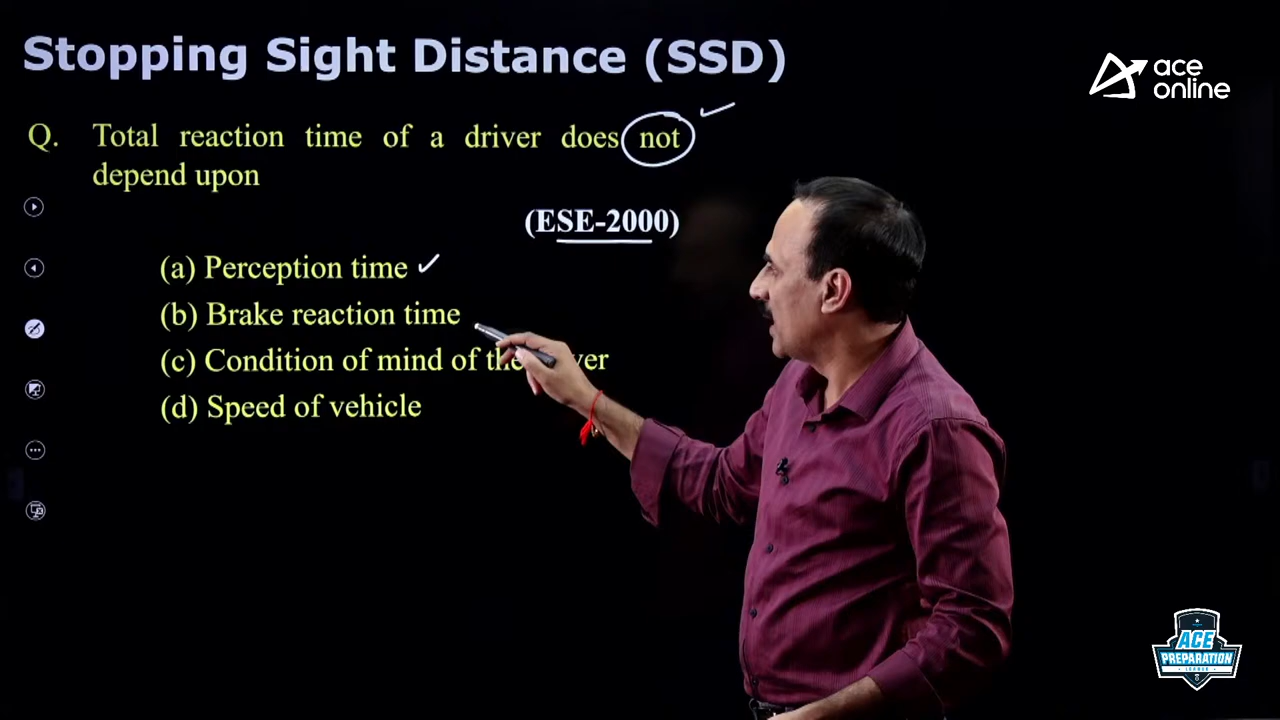 Stopping Sight Distance (SSD)
ace
online
Q. Total reaction time of a driver does not
depend upon
(ESE-2000)
(a) Perception time
(b) Brake reaction time
(c) Condition of mind of the ver
(d) Speed of vehicle
ACE
PREPARATION